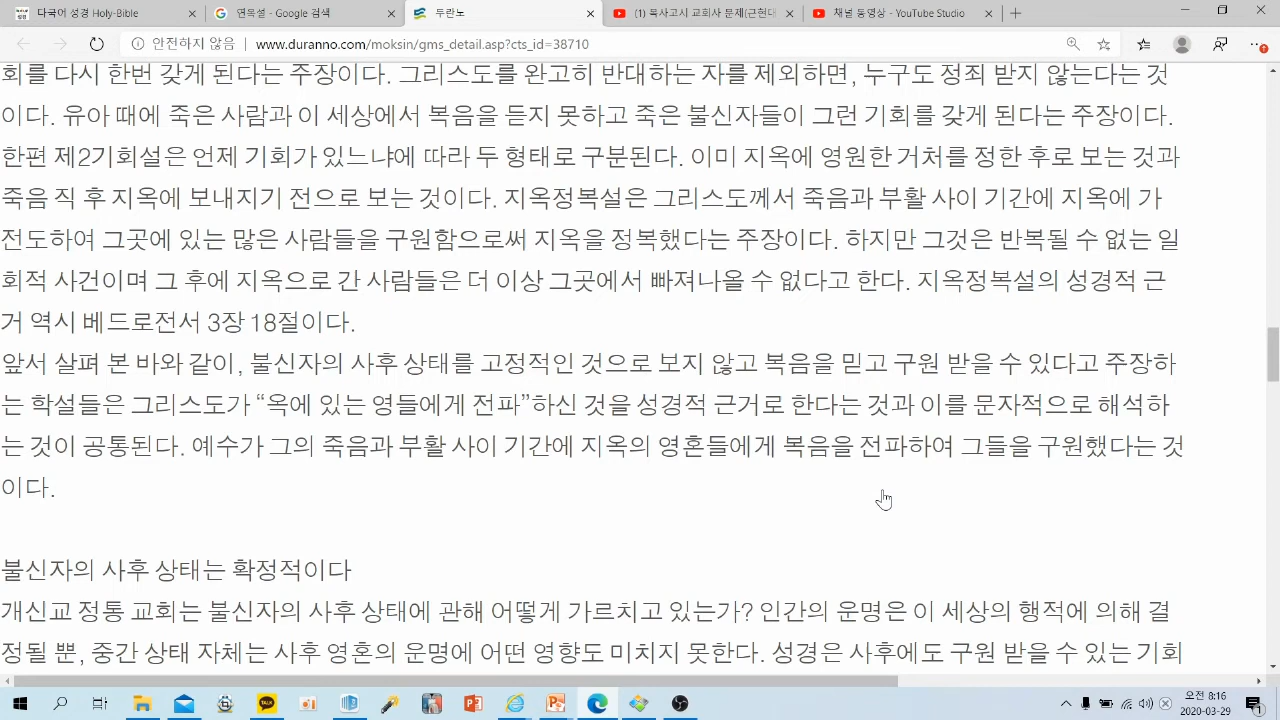 다국어 성경 Holy-Bible
연옥설 - Google 검색
두란노
(1) 목사고시 교회사 문제(근현대
채널 동영상 - YouTube Studio
안전하지 않음 www.duranno.com/moksin/gms_detail.asp?cts_id=38710
회를 다시 한번 갖게 된다는 주장이다. 그리스도를 완고히 반대하는 자를 제외하면, 누구도 정죄 받지 않는다는 것
이다. 유아 때에 죽은 사람과 이 세상에서 복음을 듣지 못하고 죽은 불신자들이 그런 기회를 갖게 된다는 주장이다.
한편 제2기회설은 언제 기회가 있느냐에 따라 두 형태로 구분된다. 이미 지옥에 영원한 거처를 정한 후로 보는 것과
죽음 직 후 지옥에 보내지기 전으로 보는 것이다. 지옥정복설은 그리스도께서 죽음과 부활 사이 기간에 지옥에 가
전도하여 그곳에 있는 많은 사람들을 구원함으로써 지옥을 정복했다는 주장이다. 하지만 그것은 반복될 수 없는 일
회적 사건이며 그 후에 지옥으로 간 사람들은 더 이상 그곳에서 빠져나올 수 없다고 한다. 지옥정복설의 성경적 근
거 역시 베드로전서 3장 18절이다.
앞서 살펴 본 바와 같이, 불신자의 사후 상태를 고정적인 것으로 보지 않고 복음을 믿고 구원 받을 수 있다고 주장하
는 학설들은 그리스도가 “옥에 있는 영들에게 전파”하신 것을 성경적 근거로 한다는 것과 이를 문자적으로 해석하
는 것이 공통된다. 예수가 그의 죽음과 부활 사이 기간에 지옥의 영혼들에게 복음을 전파하여 그들을 구원했다는 것
이다.
불신자의 사후 상태는 확정적이다
개신교 정통 교회는 불신자의 사후 상태에 관해 어떻게 가르치고 있는가? 인간의 운명은 이 세상의 행적에 의해 결
정될 뿐, 중간 상태 자체는 사후 영혼의 운명에 어떤 영향도 미치지 못한다. 성경은 사후에도 구원 받을 수 있는 기회
TALK
오전 8:16
2020-03-29